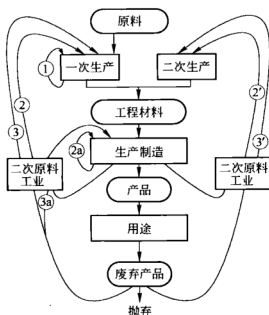 原料
①
一次生产
二次生产
②
2′
工程材料
③
3′
2a
生产制造
二次原料
工业
二次原料
工业
产品
3a
用途
废弃产品
抛弃